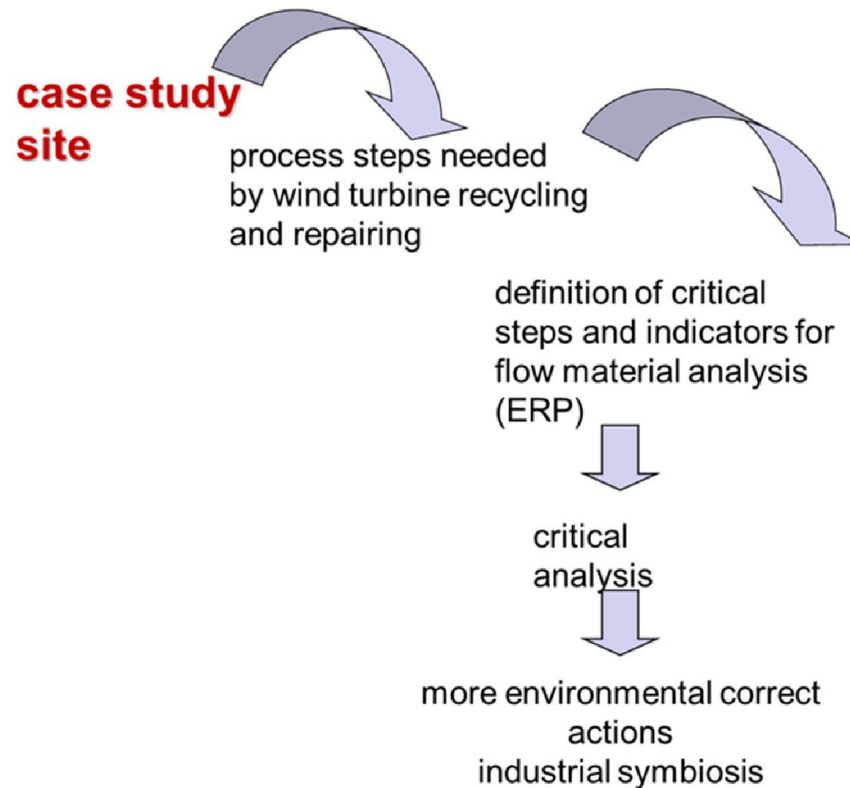 case study
site
process steps needed
by wind turbine recycling
and repairing
definition of critical
steps and indicators for
flow material analysis
(ERP)
critical
analysis
more environmental correct
actions
industrial symbiosis